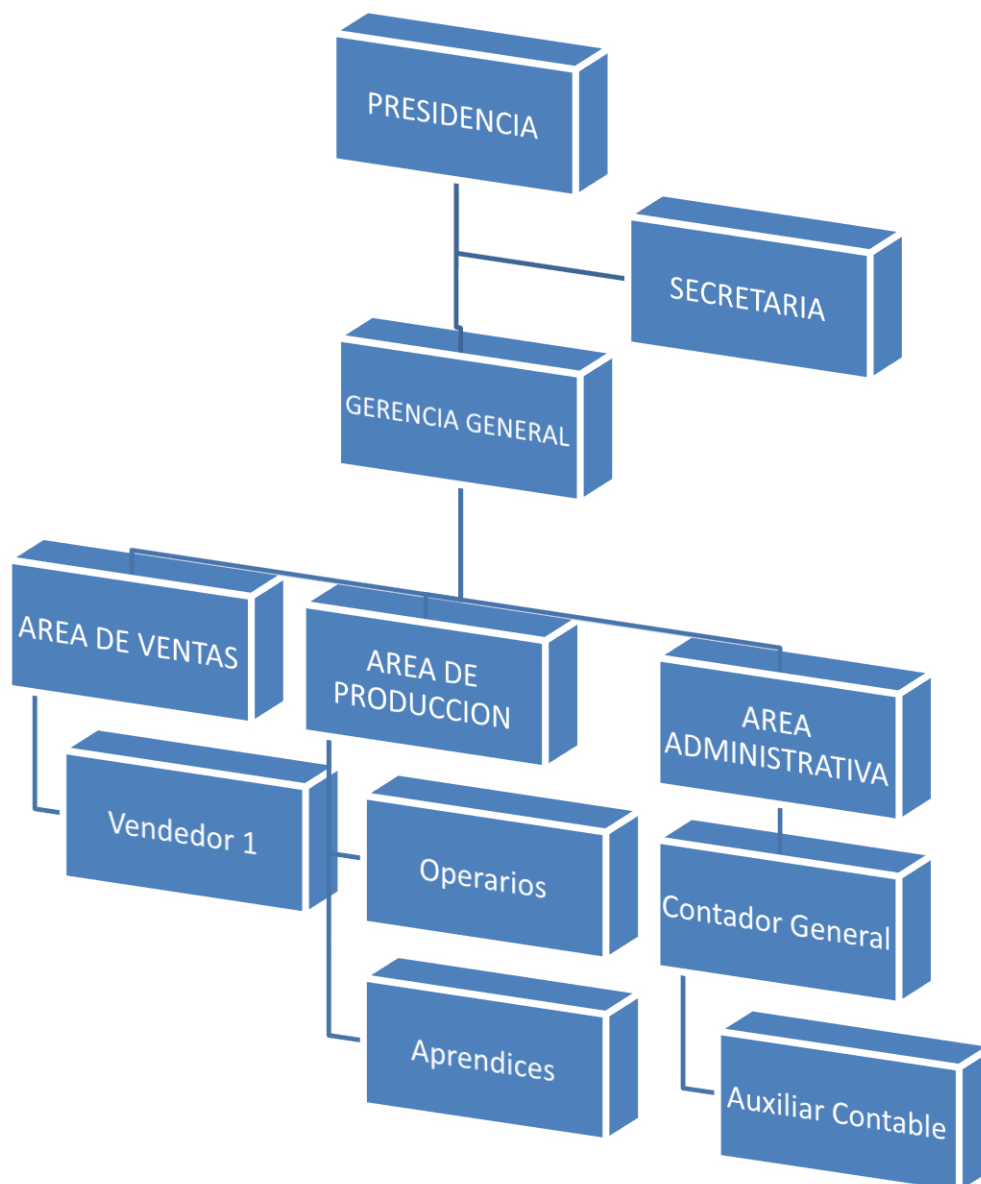 PRESIDENCIA
SECRETARIA
GERENCIA GENERAL
AREA DE VENTAS
AREA DE
PRODUCCION
AREA
ADMINISTRATIVA
Vendedor 1
Operarios
Contador General
Aprendices
Auxiliar Contable